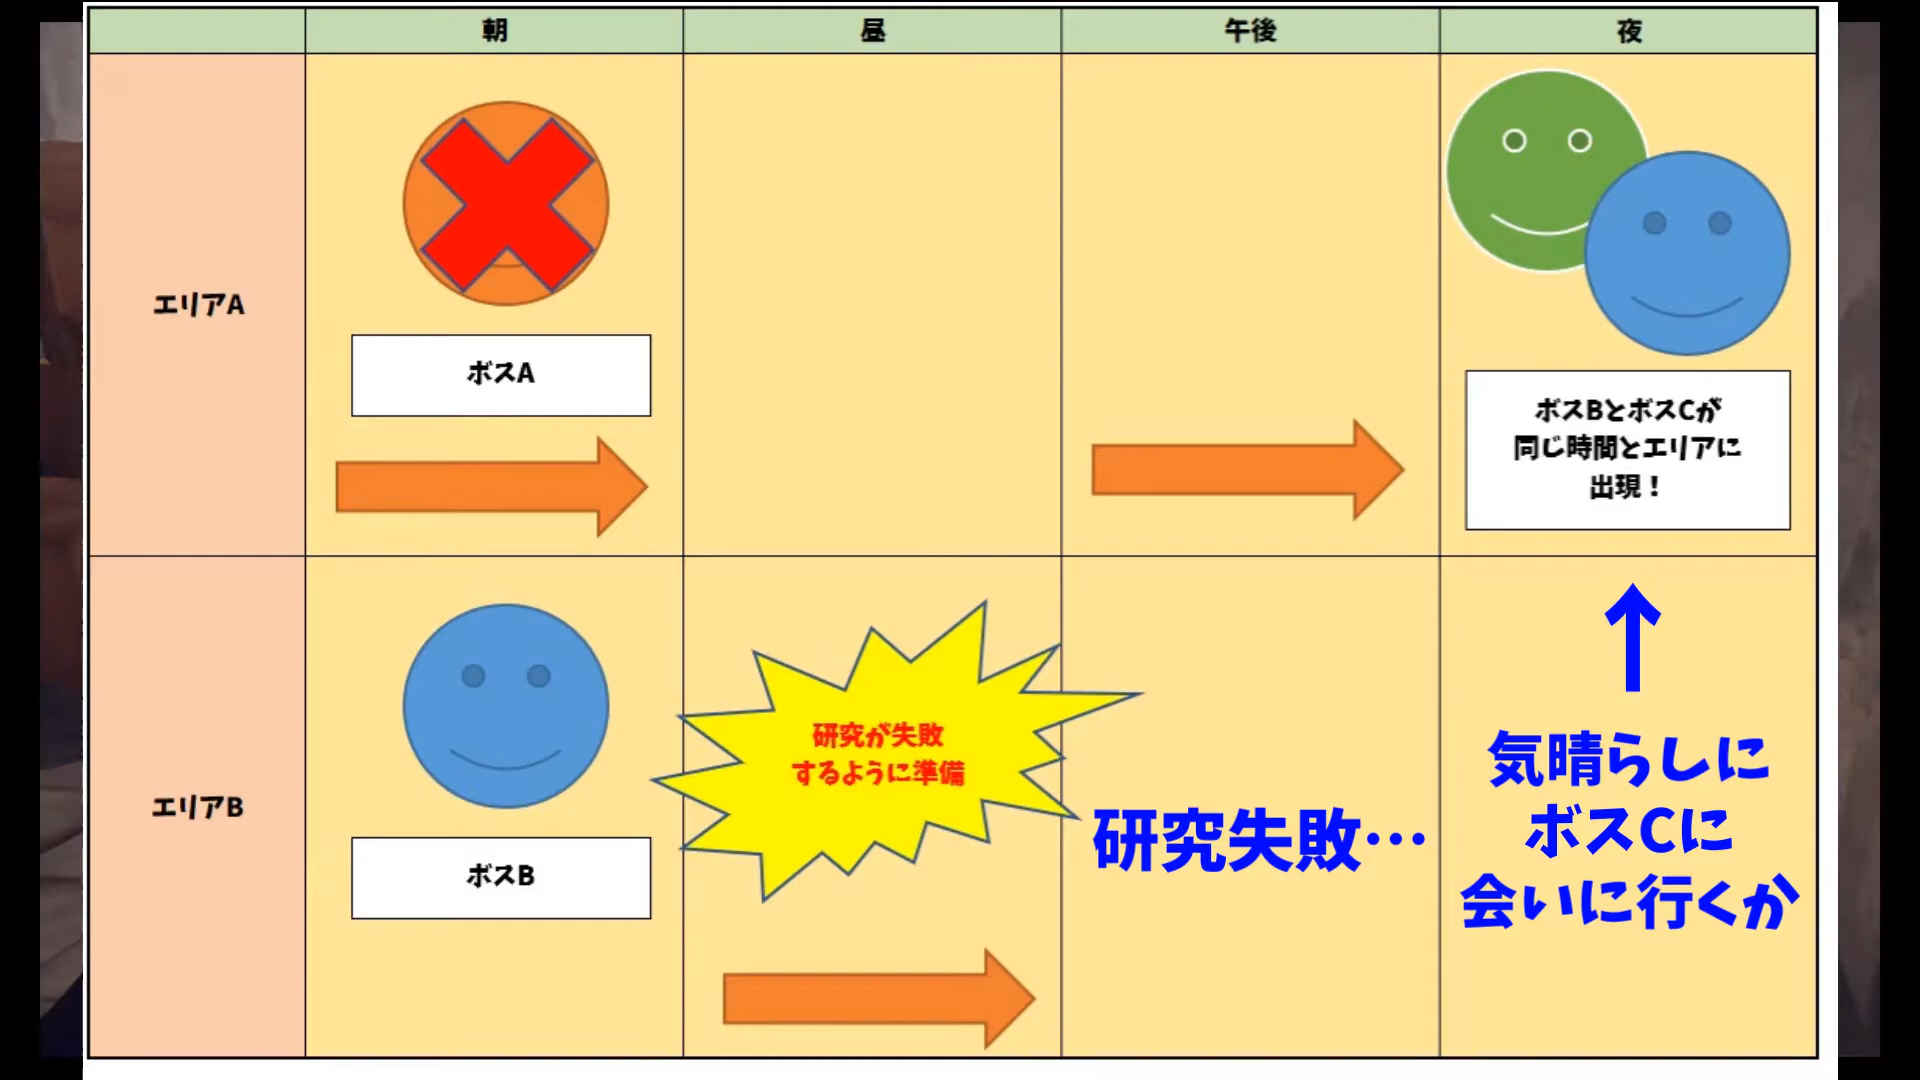 朝
昼
午後
夜
エリアA
ボスA
ボスBとボスCが
同じ時間とエリアに
出現！
エリアB
ボスB
研究が失敗
するように準備
研究失敗…
気晴らしに
ボスCに
会いに行くか